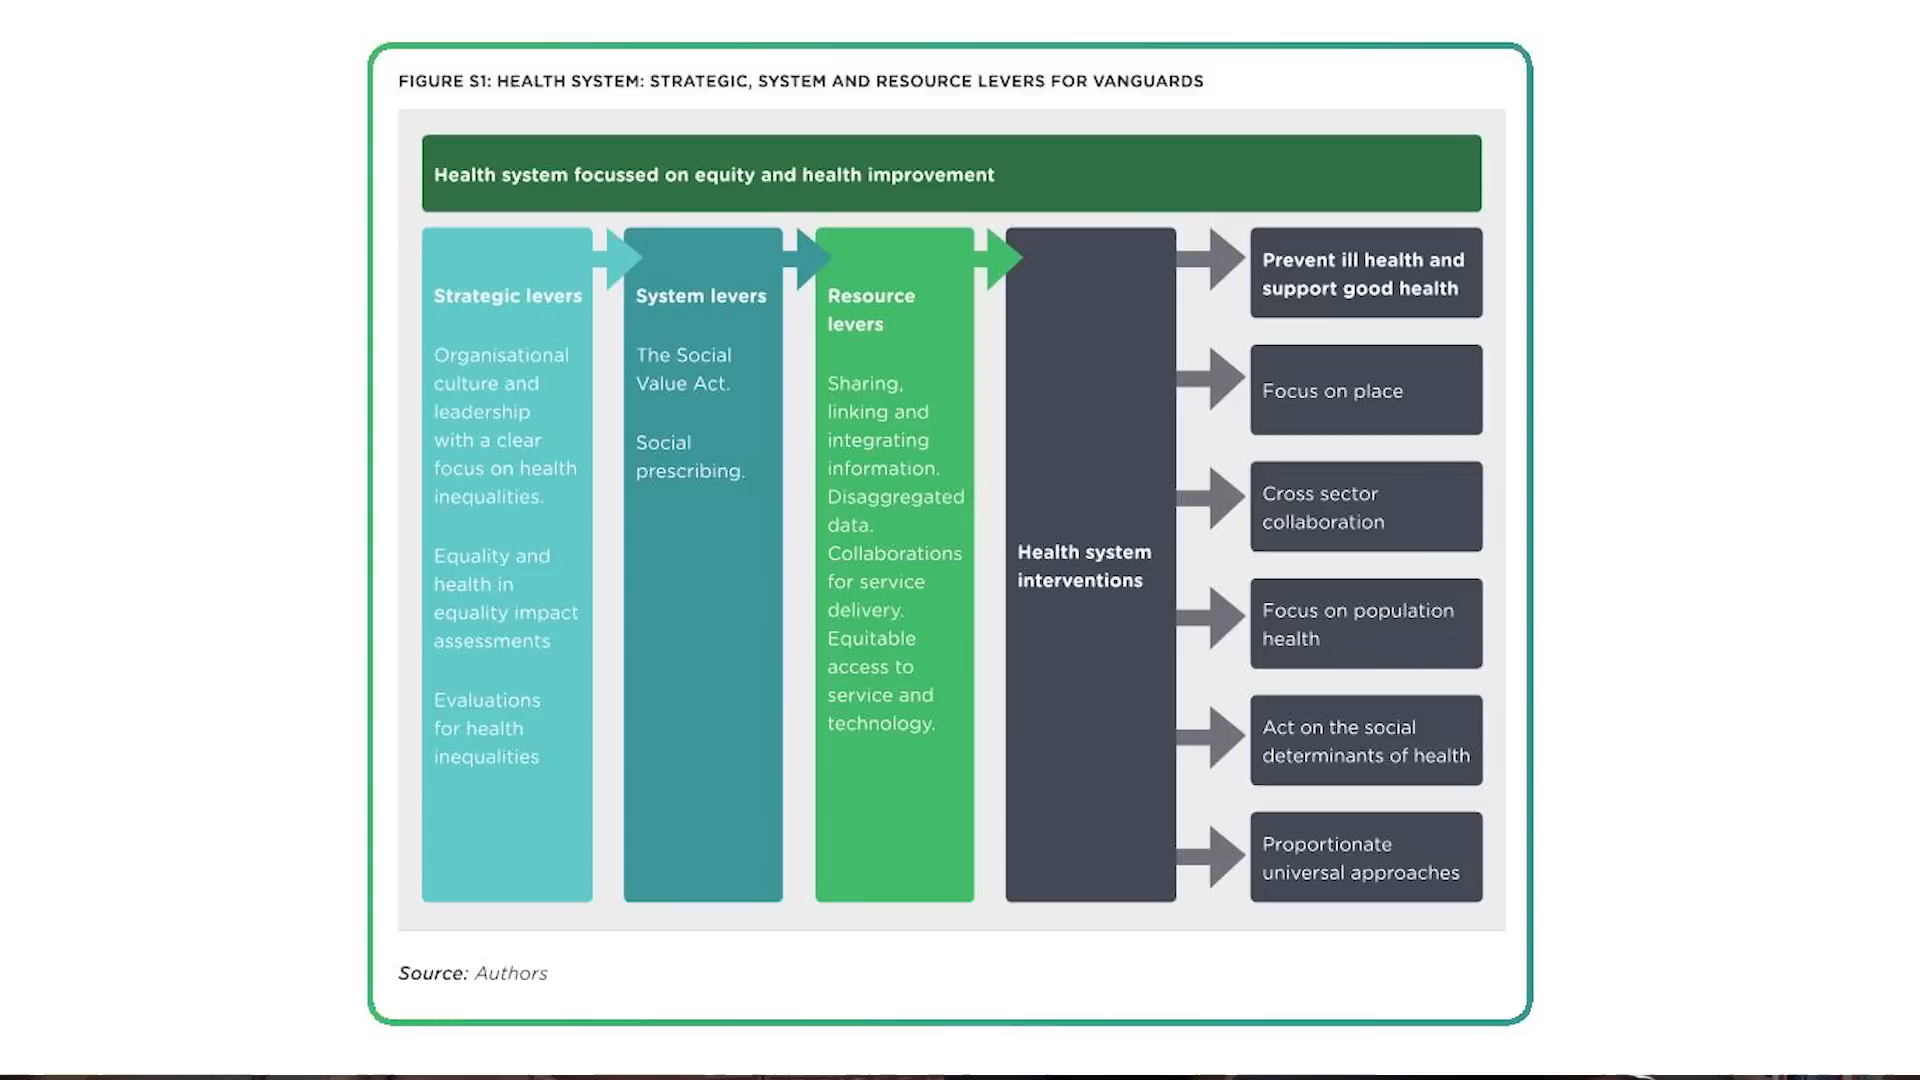 FIGURE S1: HEALTH SYSTEM: STRATEGIC, SYSTEM AND RESOURCE LEVERS FOR VANGUARDS
Health system focussed on equity and health improvement
Strategic levers
Organisational
culture and
leadership
with a clear
focus on health
inequalities.
Equality and
health in
equality impact
assessments
Evaluations
for health
inequalities
System levers
The Social
Value Act.
Social
prescribing.
Resource
levers
Sharing,
linking and
integrating
information.
Disaggregated
data.
Collaborations
for service
delivery.
Equitable
access to
service and
technology.
Health system
interventions
Prevent ill health and
support good health
Focus on place
Cross sector
collaboration
Focus on population
health
Act on the social
determinants of health
Proportionate
universal approaches
Source: Authors